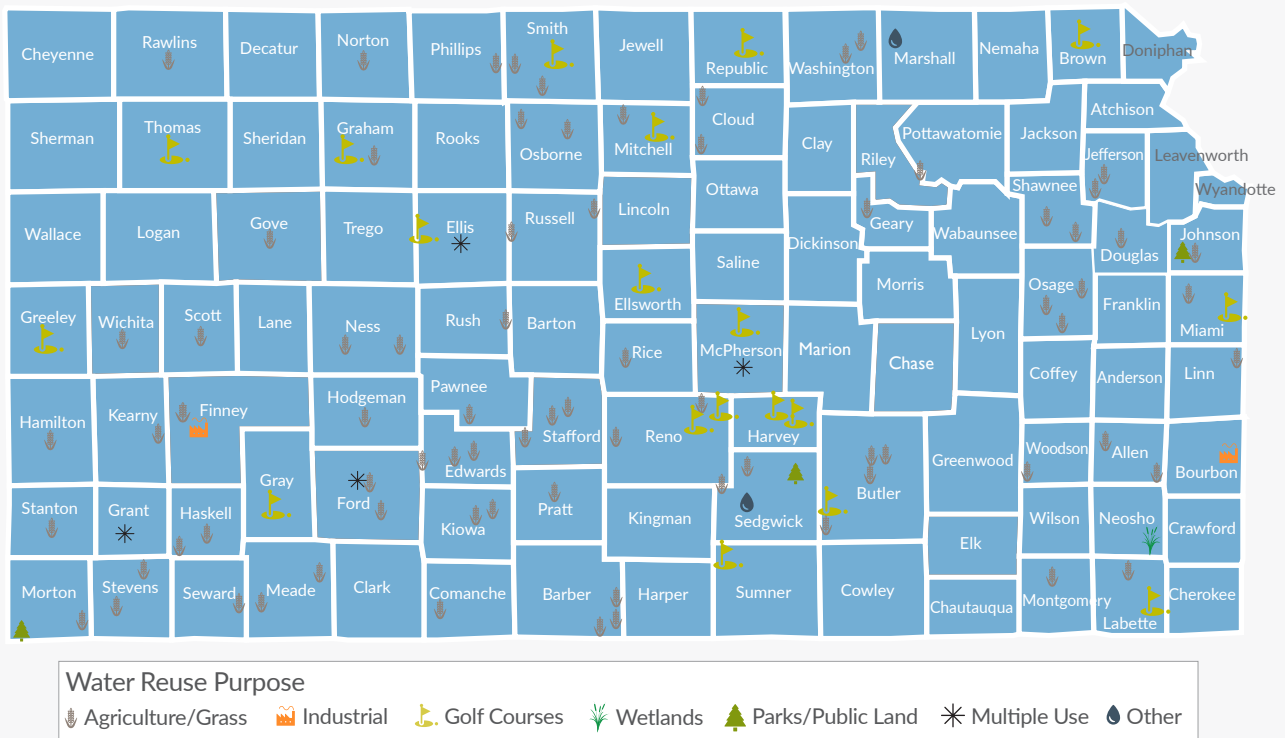 Cheyenne
Rawlins
Decatur
Norton
Phillips
Smith
Jewell
Republic
Washington
Marshall
Nemaha
Brown
Doniphan
Sherman
Thomas
Sheridan
Graham
Rooks
Osborne
Mitchell
Cloud
Clay
Riley
Pottawatomie
Jackson
Atchison
Jefferson
Leavenworth
Wyandotte
Wallace
Logan
Gove
Trego
Ellis
Russell
Lincoln
Ottawa
Saline
Dickinson
Geary
Wabaunsee
Shawnee
Douglas
Johnson
Greeley
Wichita
Scott
Lane
Ness
Rush
Barton
Ellsworth
Rice
McPherson
Marion
Morris
Chase
Lyon
Osage
Franklin
Miami
Coffey
Anderson
Linn
Hamilton
Kearny
Finney
Hodgeman
Pawnee
Stafford
Reno
Harvey
Edwards
Gray
Ford
Sedgwick
Butler
Greenwood
Woodson
Allen
Bourbon
Stanton
Grant
Haskell
Kiowa
Pratt
Kingman
Elk
Wilson
Neosho
Crawford
Morton
Stevens
Seward
Meade
Clark
Comanche
Barber
Harper
Sumner
Cowley
Chautauqua
Montgomery
Labette
Cherokee
Water Reuse Purpose
Agriculture/Grass Industrial Golf Courses Wetlands Parks/Public Land Multiple Use Other